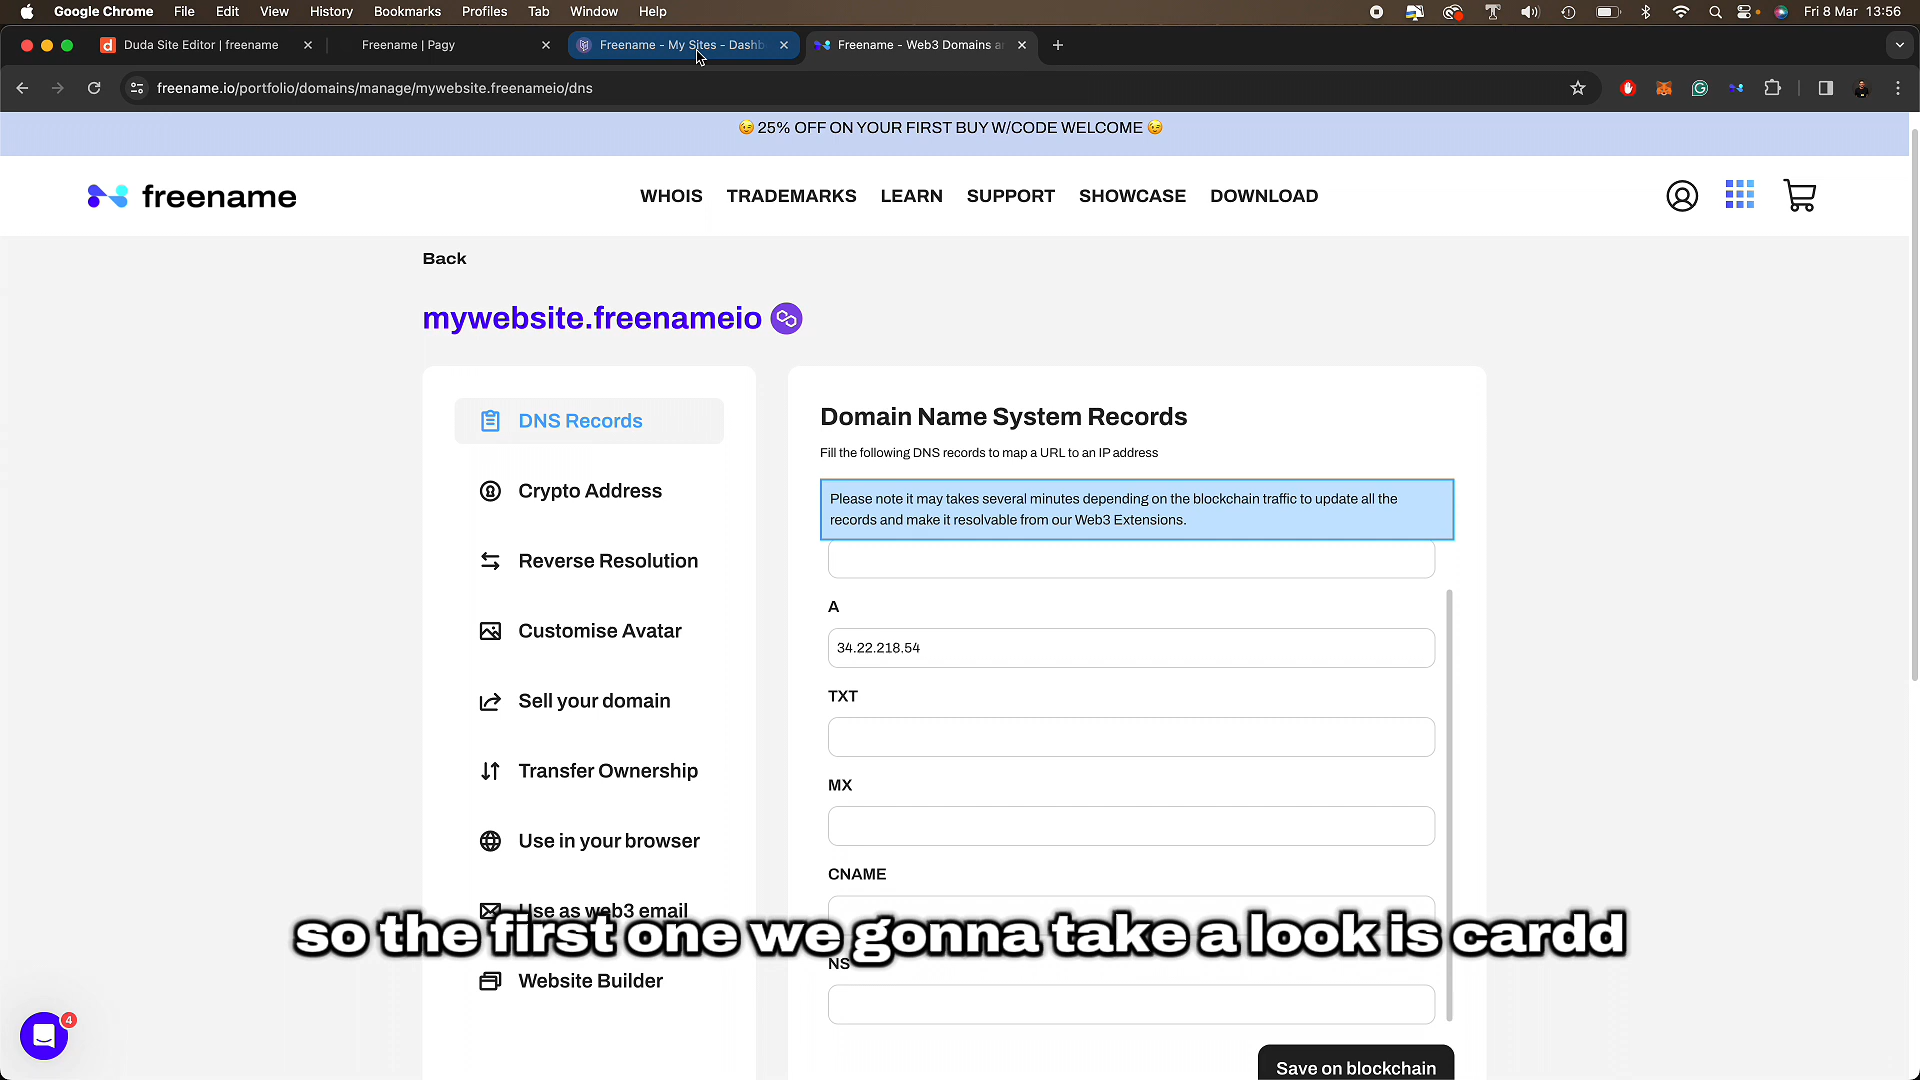 Google Chrome File Edit View History Bookmarks Profiles Tab Window Help Fri 8 Mar 13:56
Duda Site Editor | freename Freename | Pagy Freename - My Sites - Dashb Freename - Web3 Domains a
freename.io/portfolio/domains/manage/mywebsite.freenameio/dns
😉 25% OFF ON YOUR FIRST BUY W/CODE WELCOME 😉
freename WHOIS TRADEMARKS LEARN SUPPORT SHOWCASE DOWNLOAD
Back
mywebsite.freenameio
DNS Records
Crypto Address
Reverse Resolution
Customise Avatar
Sell your domain
Transfer Ownership
Use in your browser
Use as web3 email
Website Builder
Domain Name System Records
Fill the following DNS records to map a URL to an IP address
Please note it may takes several minutes depending on the blockchain traffic to update all the
records and make it resolvable from our Web3 Extensions.
A
34.22.218.54
TXT
MX
CNAME
NS
Save on blockchain
so the first one we gonna take a look is cardd
4